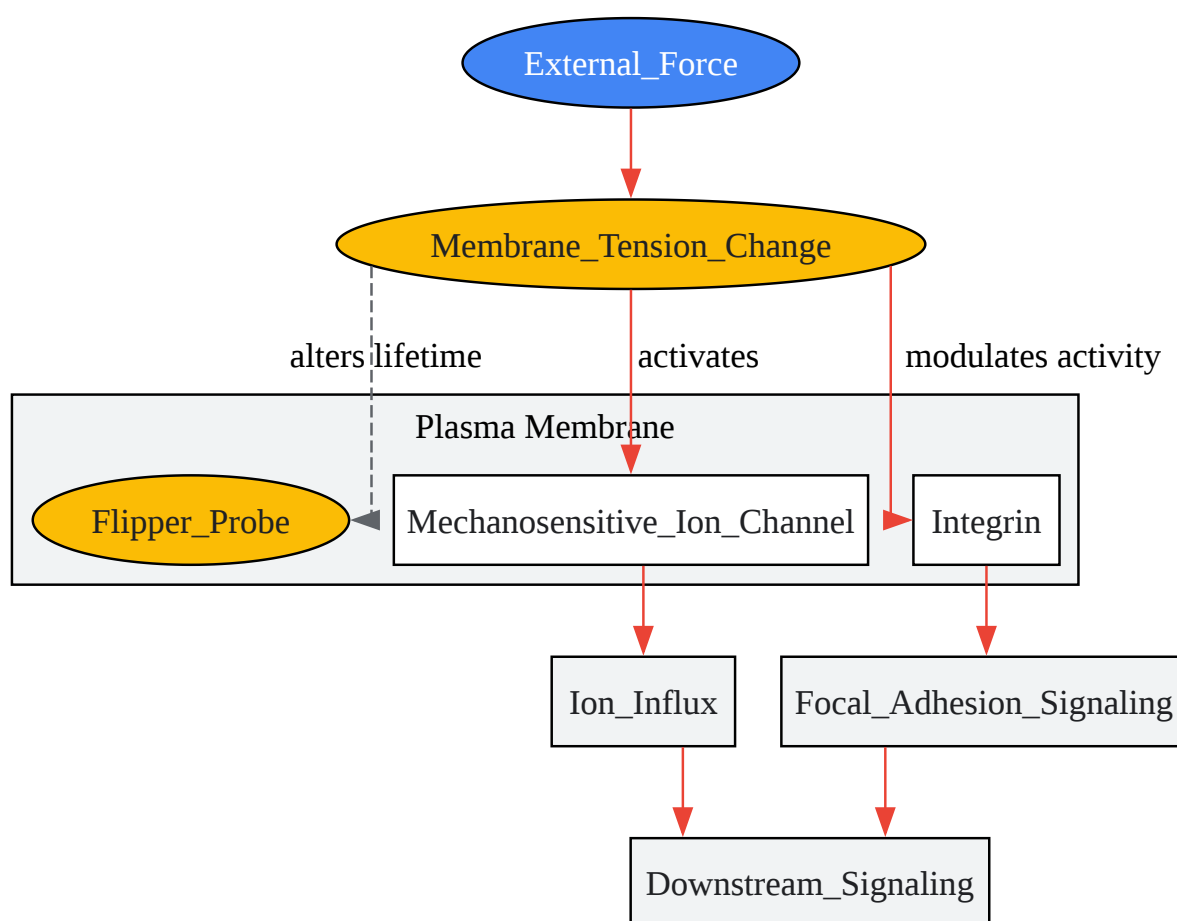 External_Force
Membrane_Tension_Change
alters lifetime
activates
modulates activity
Plasma Membrane
Flipper_Probe
Mechanosensitive_Ion_Channel
Integrin
Ion_Influx
Focal_Adhesion_Signaling
Downstream_Signaling